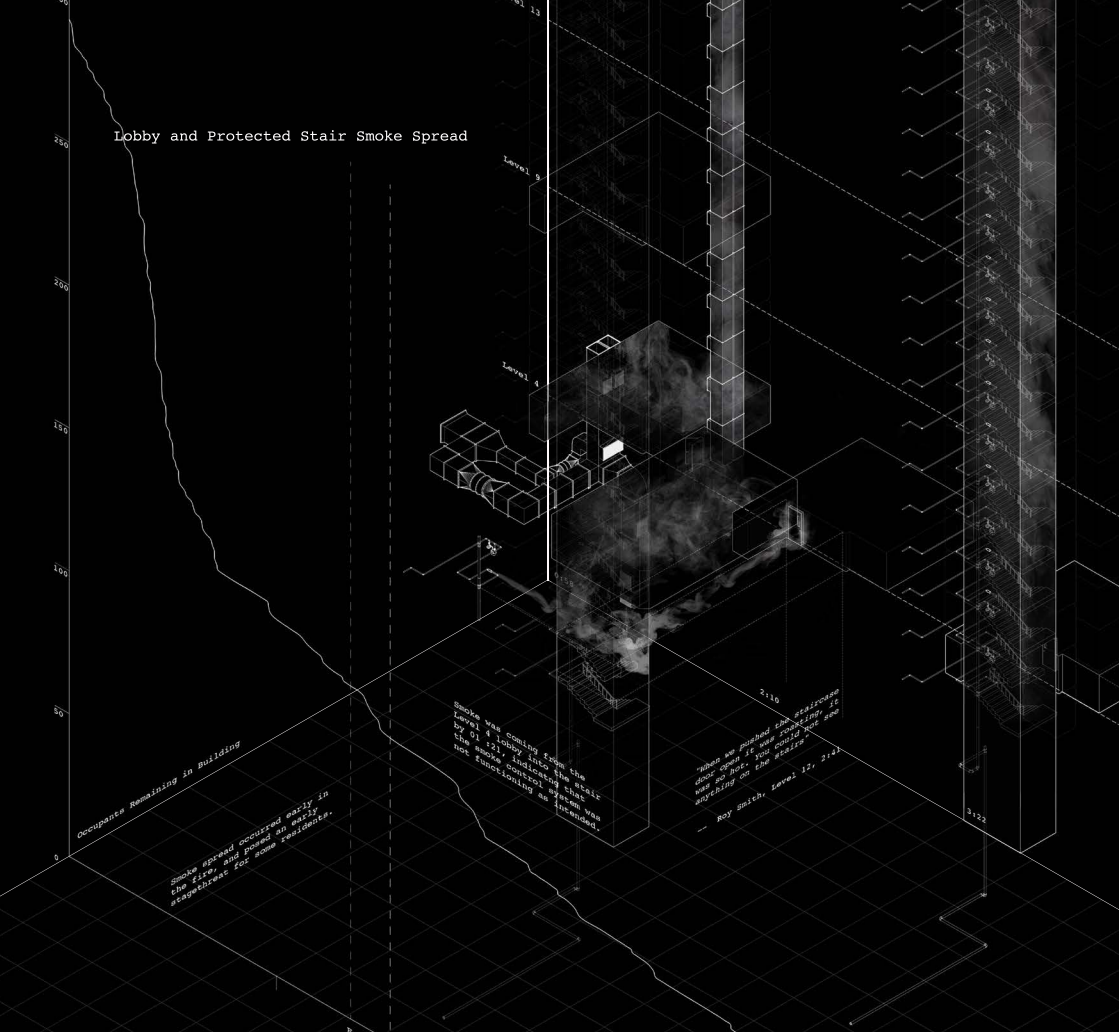 Level 13
Lobby and Protected Stair Smoke Spread
250
Level 9
200
Level 4
150
100
50
0
Occupants Remaining in Building
Smoke spread occurred early in
the fire, and posed an early
stagethreat for some residents.
Smoke was coming from the
Level 4 lobby into the stair
by 01 :21, indicatng that
the smoke control system was
not functioning as intended.
2:10
"When we pushed the staircase
door open it was roasting; it
was so hot. You could not see
anything on the stairs"
-- Roy Smith, Level 12, 2:41
3:22